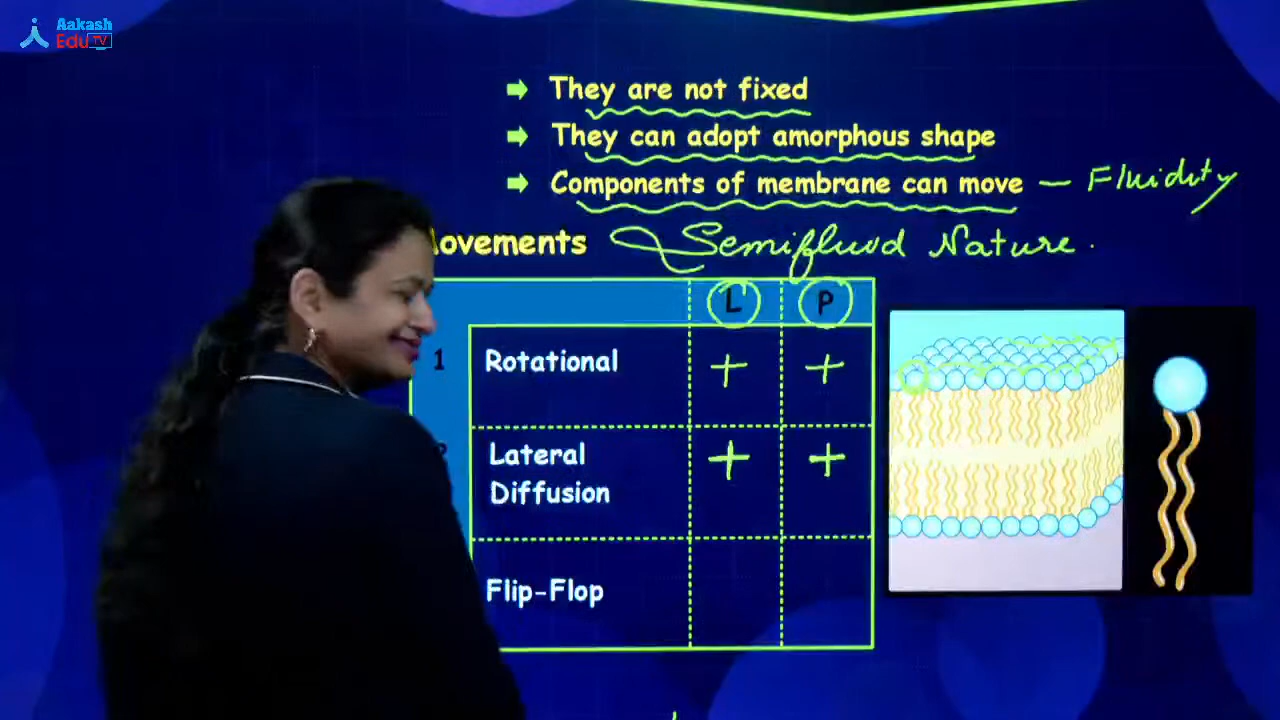 Aakash
Edu TV
They are not fixed
They can adopt amorphous shape
Components of membrane can move — Fluidity
ovements Semifluid Nature.
L P
1 Rotational + +
Lateral + +
Diffusion
Flip-Flop